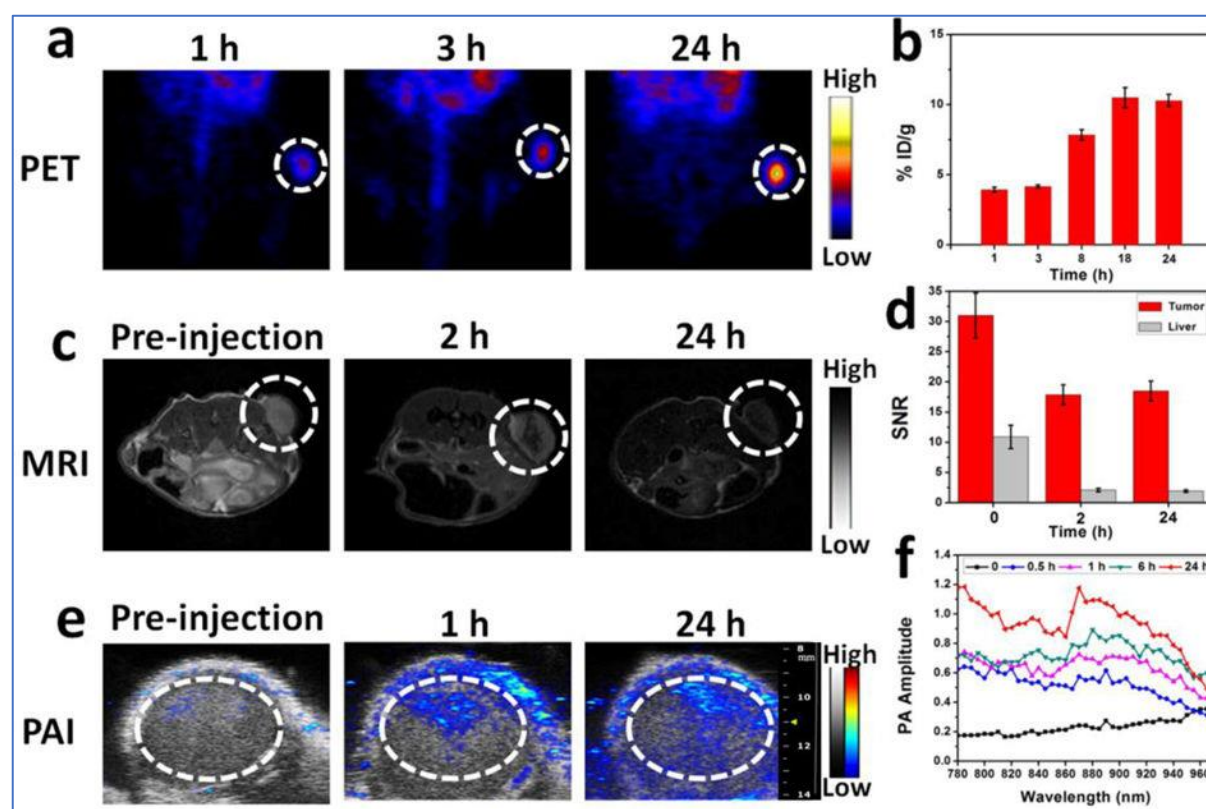 a
1 h
3 h
24 h
PET
High
Low
b
15
10
5
0
% ID/g
1 3 8 18 24
Time (h)
c
Pre-injection
2 h
24 h
MRI
High
Low
d
35
30
25
20
15
10
5
0
SNR
Tumor
Liver
0 2 24
Time (h)
e
Pre-injection
1 h
24 h
PAI
8
mm
10
12
14
High
Low
f
0 0.5 h 1 h 6 h 24 h
1.4
1.2
1.0
0.8
0.6
0.4
0.2
0.0
PA Amplitude
780 800 820 840 860 880 900 920 940 960
Wavelength (nm)